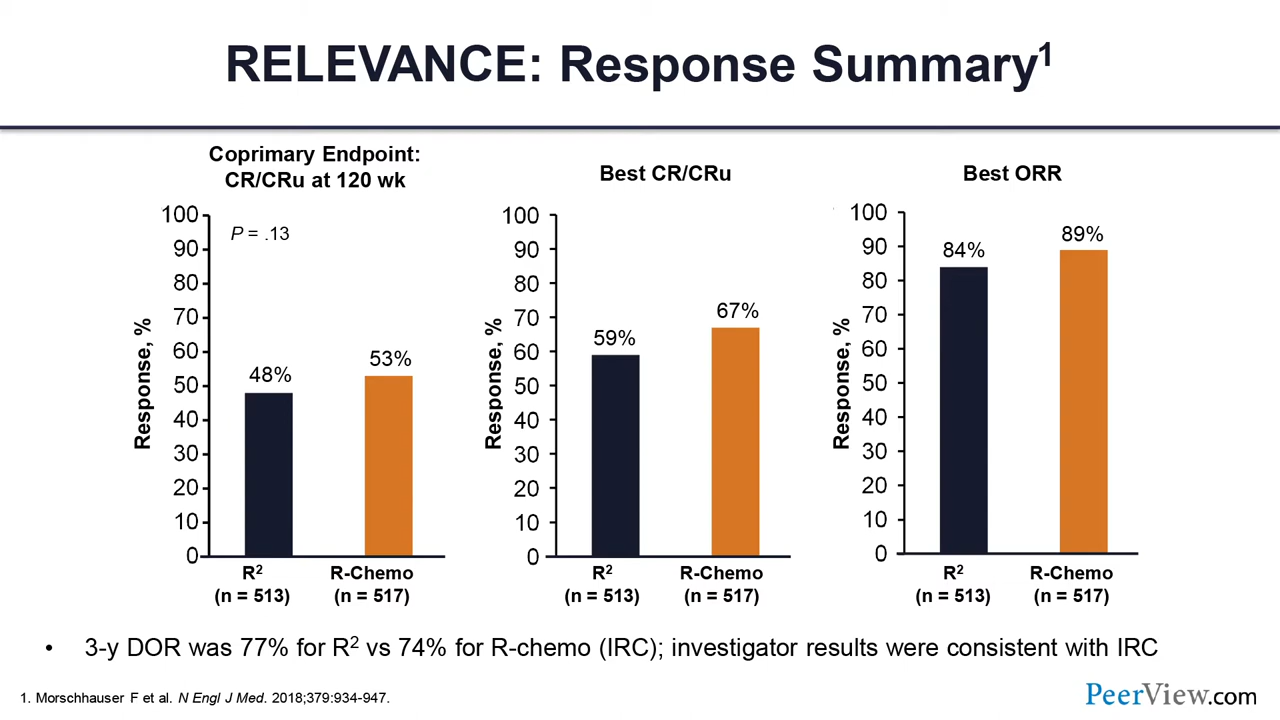 RELEVANCE: Response Summary¹
Coprimary Endpoint:
CR/CRu at 120 wk
P = .13
Response, %
100
90
80
70
60
50
40
30
20
10
0
48%
53%
R²
(n = 513)
R-Chemo
(n = 517)
Best CR/CRu
Response, %
100
90
80
70
60
50
40
30
20
10
0
59%
67%
R²
(n = 513)
R-Chemo
(n = 517)
Best ORR
Response, %
100
90
80
70
60
50
40
30
20
10
0
84%
89%
R²
(n = 513)
R-Chemo
(n = 517)
• 3-y DOR was 77% for R² vs 74% for R-chemo (IRC); investigator results were consistent with IRC
1. Morschhauser F et al. N Engl J Med. 2018;379:934-947.
PeerView.com